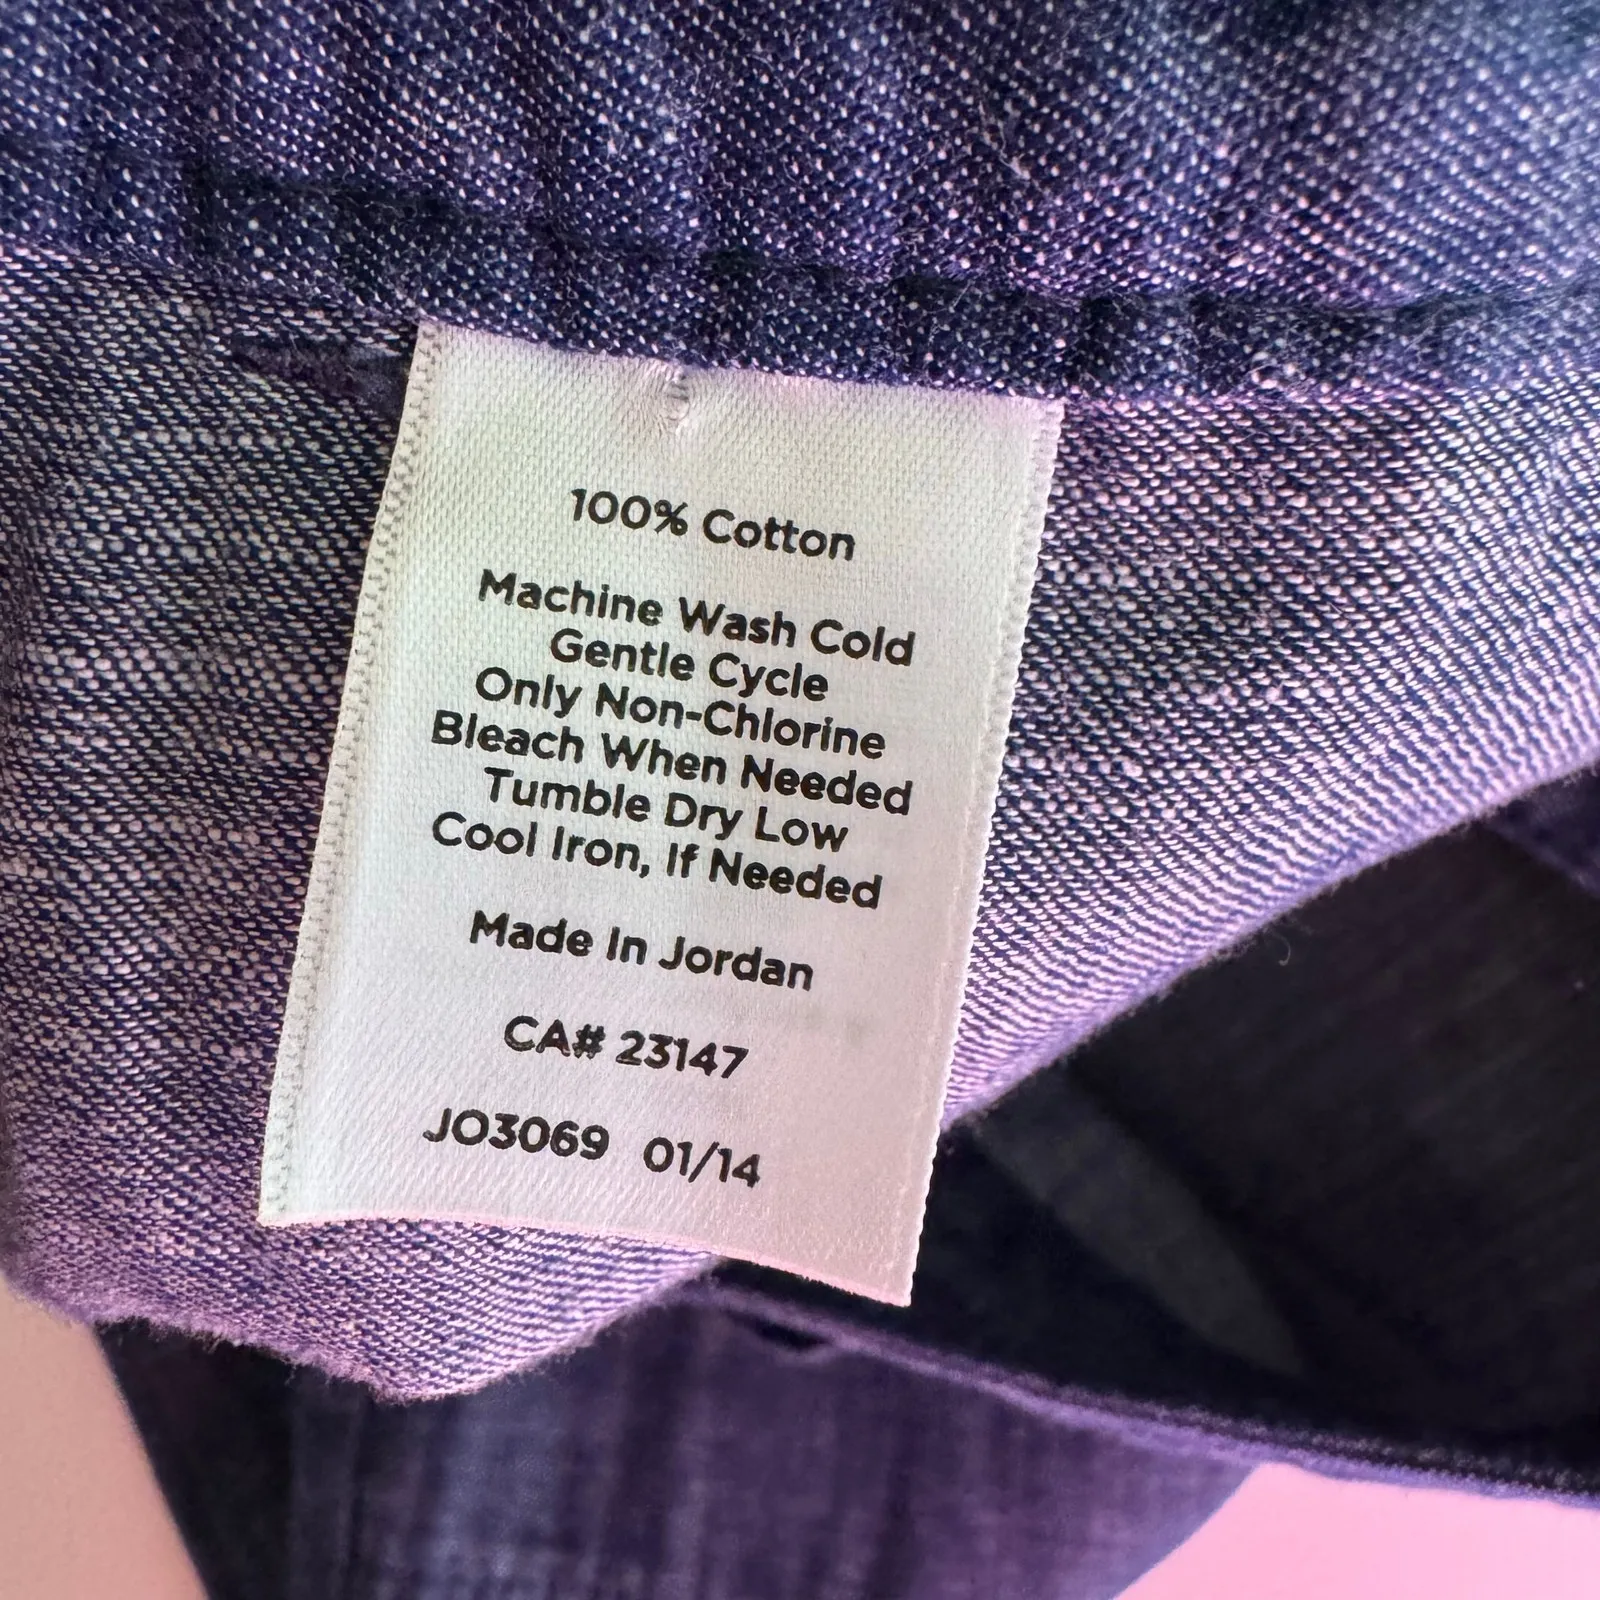 100% Cotton
Machine Wash Cold
Gentle Cycle
Only Non-Chlorine
Bleach When Needed
Tumble Dry Low
Cool Iron, If Needed
Made In Jordan
CA# 23147
JO3069 01/14